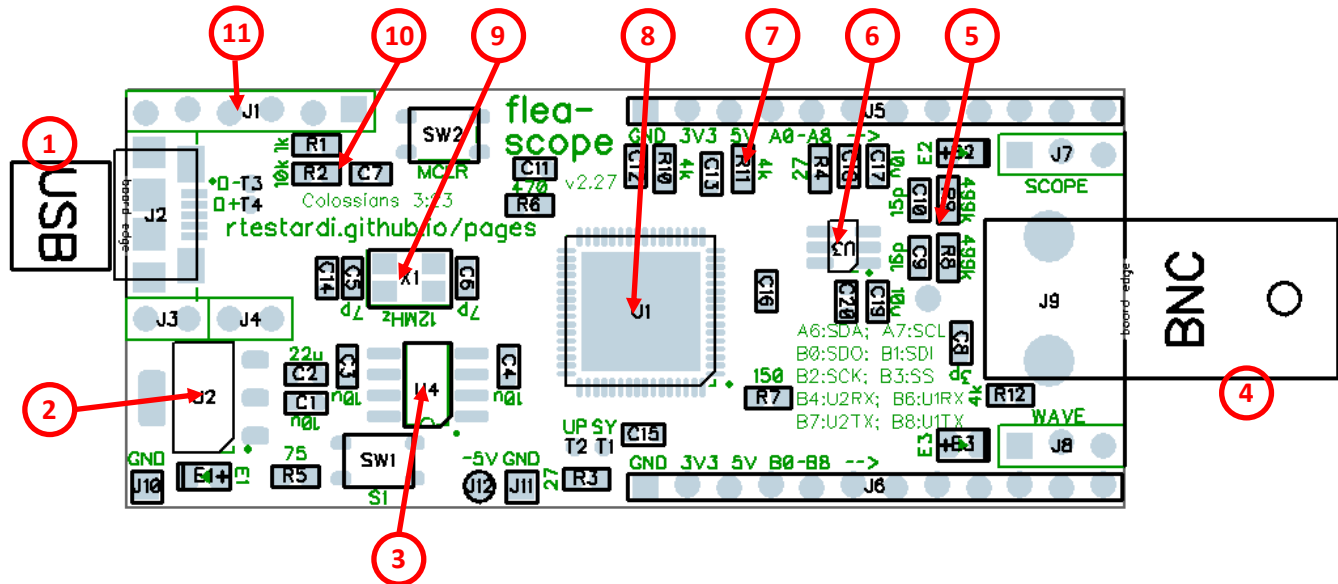 11
10
9
8
7
6
5
1
USB
board edge
J2
J1
1k
R1
R2
10k
C7
SW2
MCLR
flea-
scope
v2.27
C11
470
R6
Colossians 3:23
rtestardi.github.io/pages
D-T3
D+T4
J5
GND 3V3 5V A0-A8 -->
C12
R10
4k
C13
R11
4k
27
R4
C18
C17
10u
E2
J7
SCOPE
15p
C10
R9
499k
U3
C9
R8
499k
C14
C5
7p
X1
12MHz
C6
7p
U1
C16
C20
C19
10u
J9
board edge
BNC
4
J3
J4
2
U2
22u
C2
C1
10u
C3
10u
U4
C4
10u
A6:SDA; A7:SCL
B0:SDO; B1:SDI
B2:SCK; B3:SS
B4:U2RX; B6:U1RX
B7:U2TX; B8:U1TX
C8
3p
150
R7
4k
R12
WAVE
E3
J8
GND
J10
E1
75
R5
SW1
S1
-5V GND
J12
J11
27
R3
UP SY
T2 T1
C15
GND 3V3 5V B0-B8 -->
J6
3